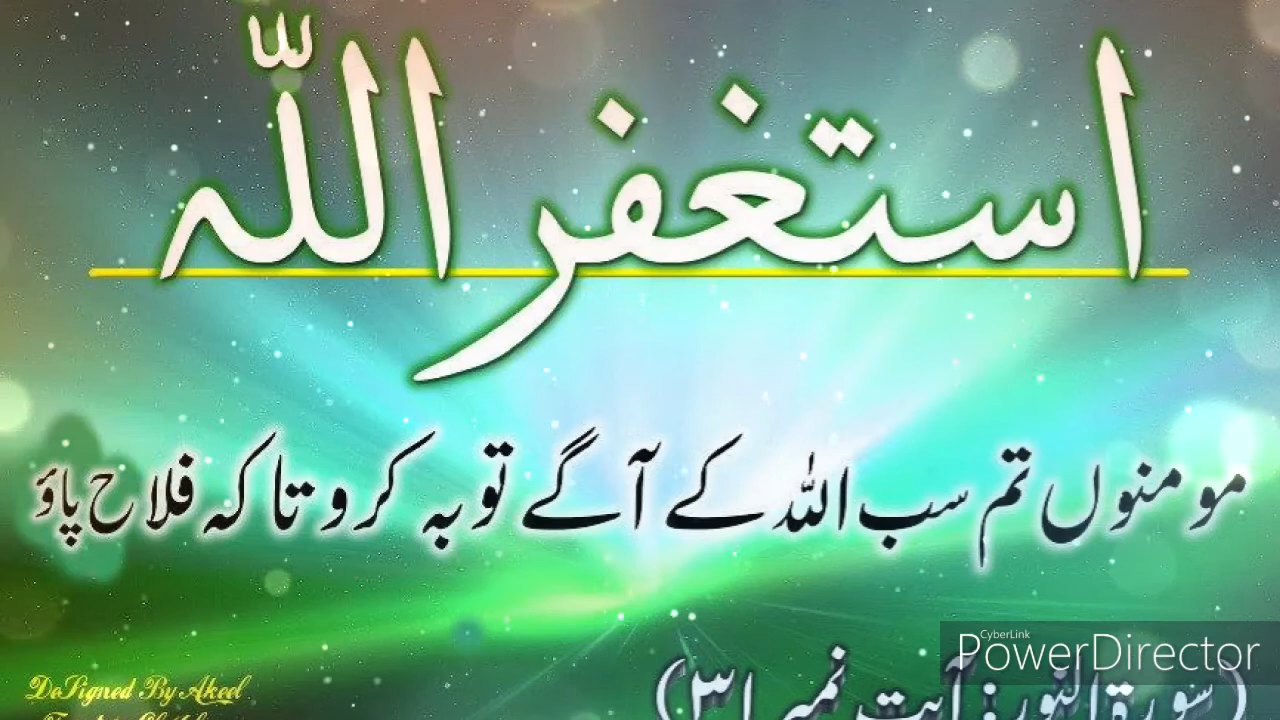 استغفر اللہ
مومنوں تم سب اللہ کے آگے توبہ کرو تاکہ فلاح پاؤ
(سورۃ النور: آیت نمبر ۳۱)
CyberLink
PowerDirector
DeSigned By Akeel